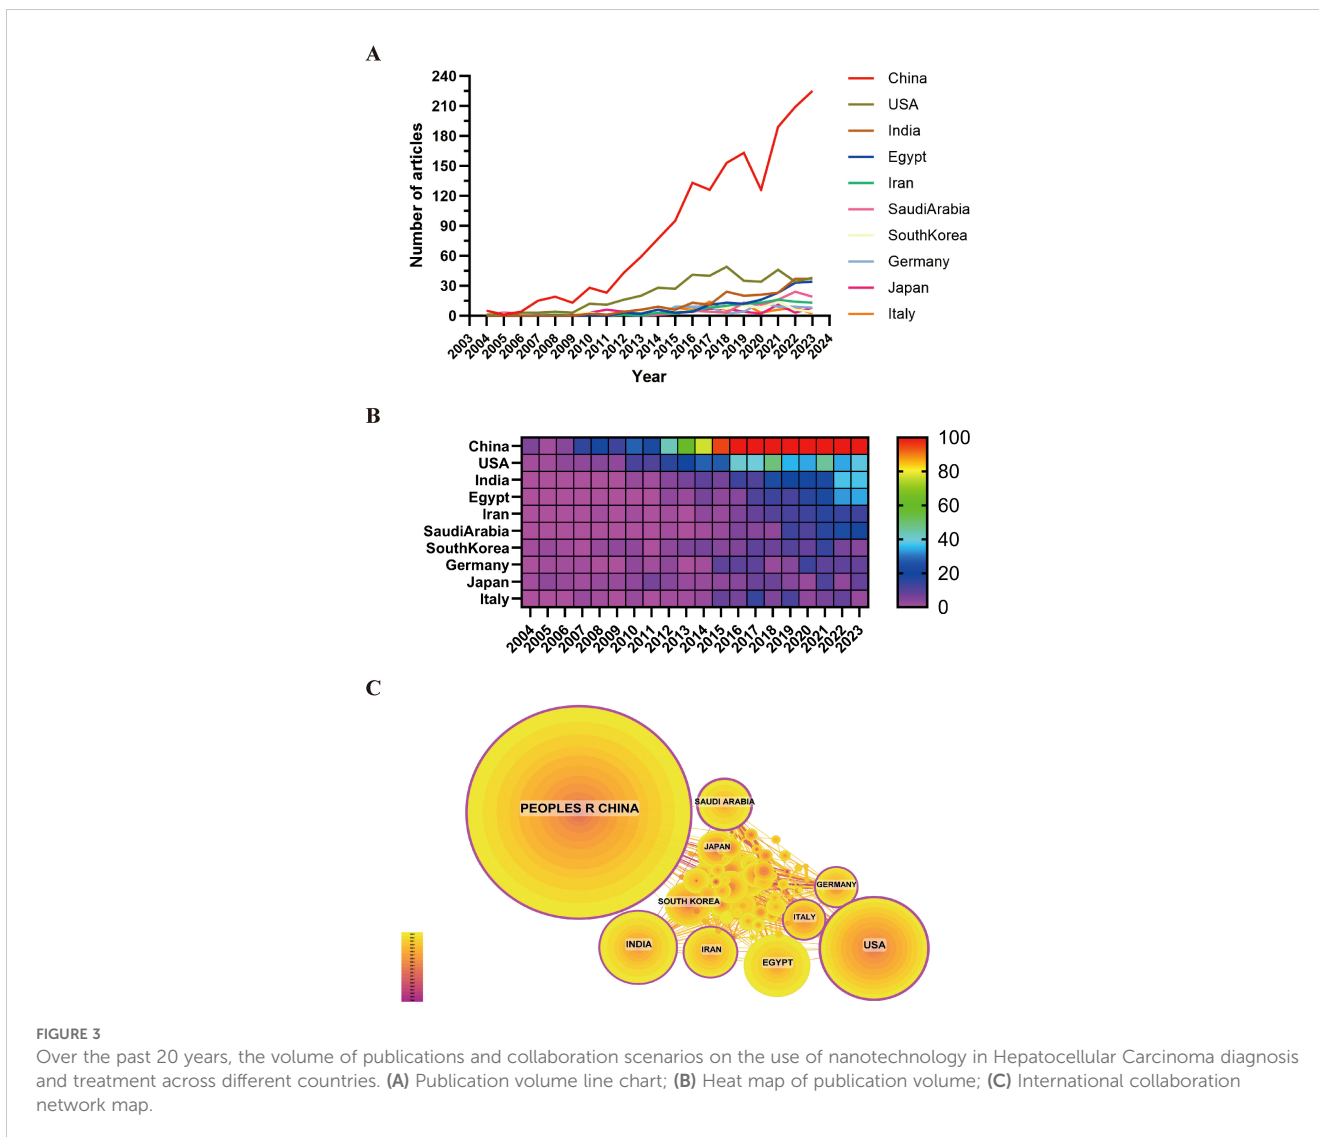 A
240
210
180
150
120
90
60
30
0
Number of articles
2003
2004
2005
2006
2007
2008
2009
2010
2011
2012
2013
2014
2015
2016
2017
2018
2019
2020
2021
2022
2023
2024
Year
China
USA
India
Egypt
Iran
SaudiArabia
SouthKorea
Germany
Japan
Italy
B
China
USA
India
Egypt
Iran
SaudiArabia
SouthKorea
Germany
Japan
Italy
2004
2005
2006
2007
2008
2009
2010
2011
2012
2013
2014
2015
2016
2017
2018
2019
2020
2021
2022
2023
100
80
60
40
20
0
C
PEOPLES R CHINA
SAUDI ARABIA
JAPAN
GERMANY
SOUTH KOREA
ITALY
INDIA
IRAN
EGYPT
USA
FIGURE 3
Over the past 20 years, the volume of publications and collaboration scenarios on the use of nanotechnology in Hepatocellular Carcinoma diagnosis
and treatment across different countries. (A) Publication volume line chart; (B) Heat map of publication volume; (C) International collaboration
network map.